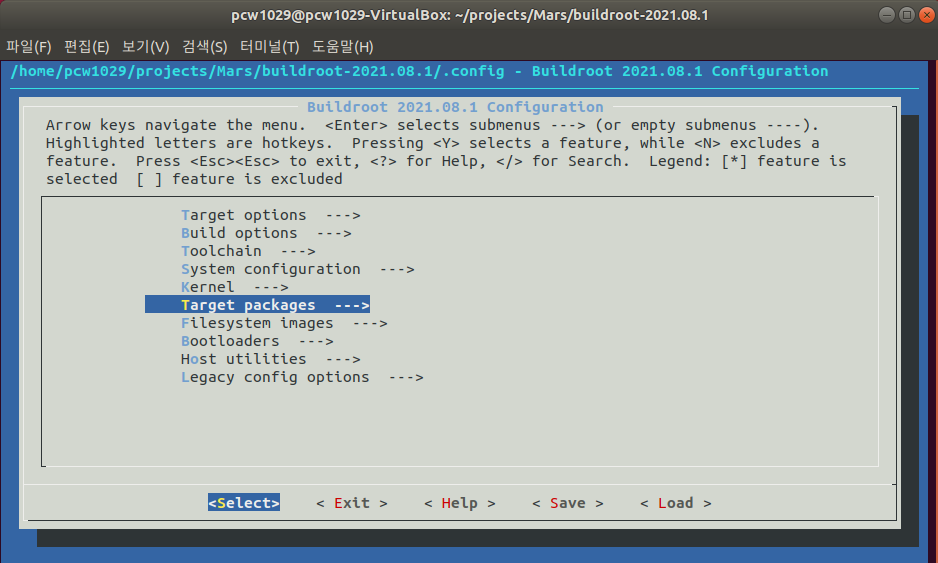 pcw1029@pcw1029-VirtualBox: ~/projects/Mars/buildroot-2021.08.1
파일(F) 편집(E) 보기(V) 검색(S) 터미널(T) 도움말(H)
/home/pcw1029/projects/Mars/buildroot-2021.08.1/.config - Buildroot 2021.08.1 Configuration
Buildroot 2021.08.1 Configuration
Arrow keys navigate the menu.  <Enter> selects submenus ---> (or empty submenus ----).
Highlighted letters are hotkeys.  Pressing <Y> selects a feature, while <N> excludes a
feature.  Press <Esc><Esc> to exit, <?> for Help, </> for Search.  Legend: [*] feature is
selected  [ ] feature is excluded
Target options  --->
Build options  --->
Toolchain  --->
System configuration  --->
Kernel  --->
Target packages  --->
Filesystem images  --->
Bootloaders  --->
Host utilities  --->
Legacy config options  --->
<Select>    < Exit >    < Help >    < Save >    < Load >